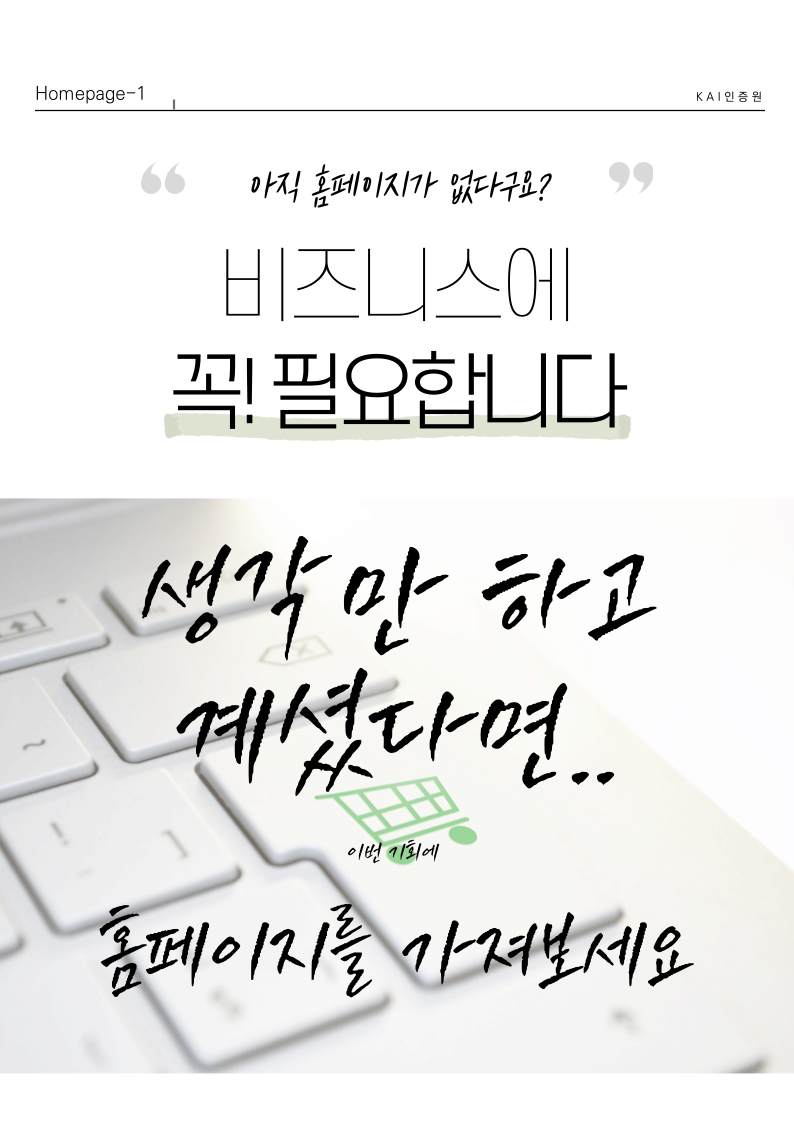 Homepage-1
KAI인증원
“ 아직 홈페이지가 없다구요? ”
비즈니스에
꼭! 필요합니다
생각만 하고
계셨다면..
이번 기회에
홈페이지를 가져보세요